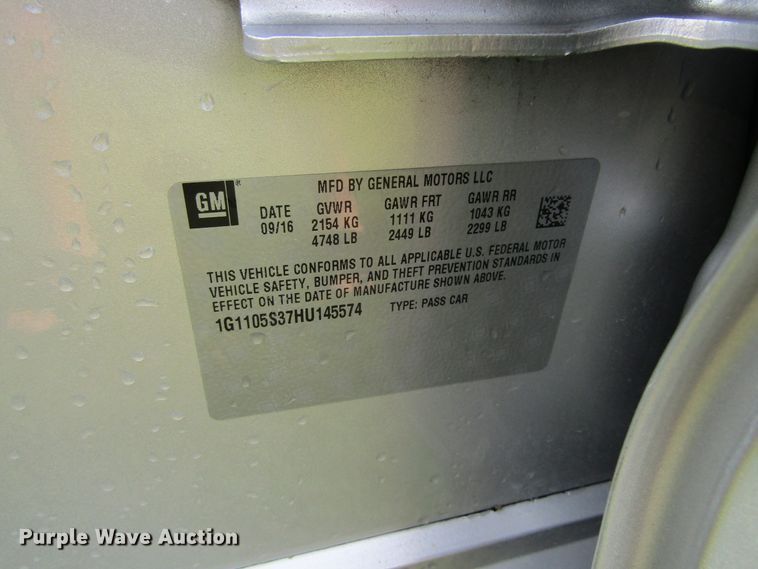 GM ®
MFD BY GENERAL MOTORS LLC
DATE GVWR GAWR FRT GAWR RR
09/16 2154 KG 1111 KG 1043 KG
4748 LB 2449 LB 2299 LB
THIS VEHICLE CONFORMS TO ALL APPLICABLE U.S. FEDERAL MOTOR
VEHICLE SAFETY, BUMPER, AND THEFT PREVENTION STANDARDS IN
EFFECT ON THE DATE OF MANUFACTURE SHOWN ABOVE.
1G1105S37HU145574 TYPE: PASS CAR
Purple Wave Auction